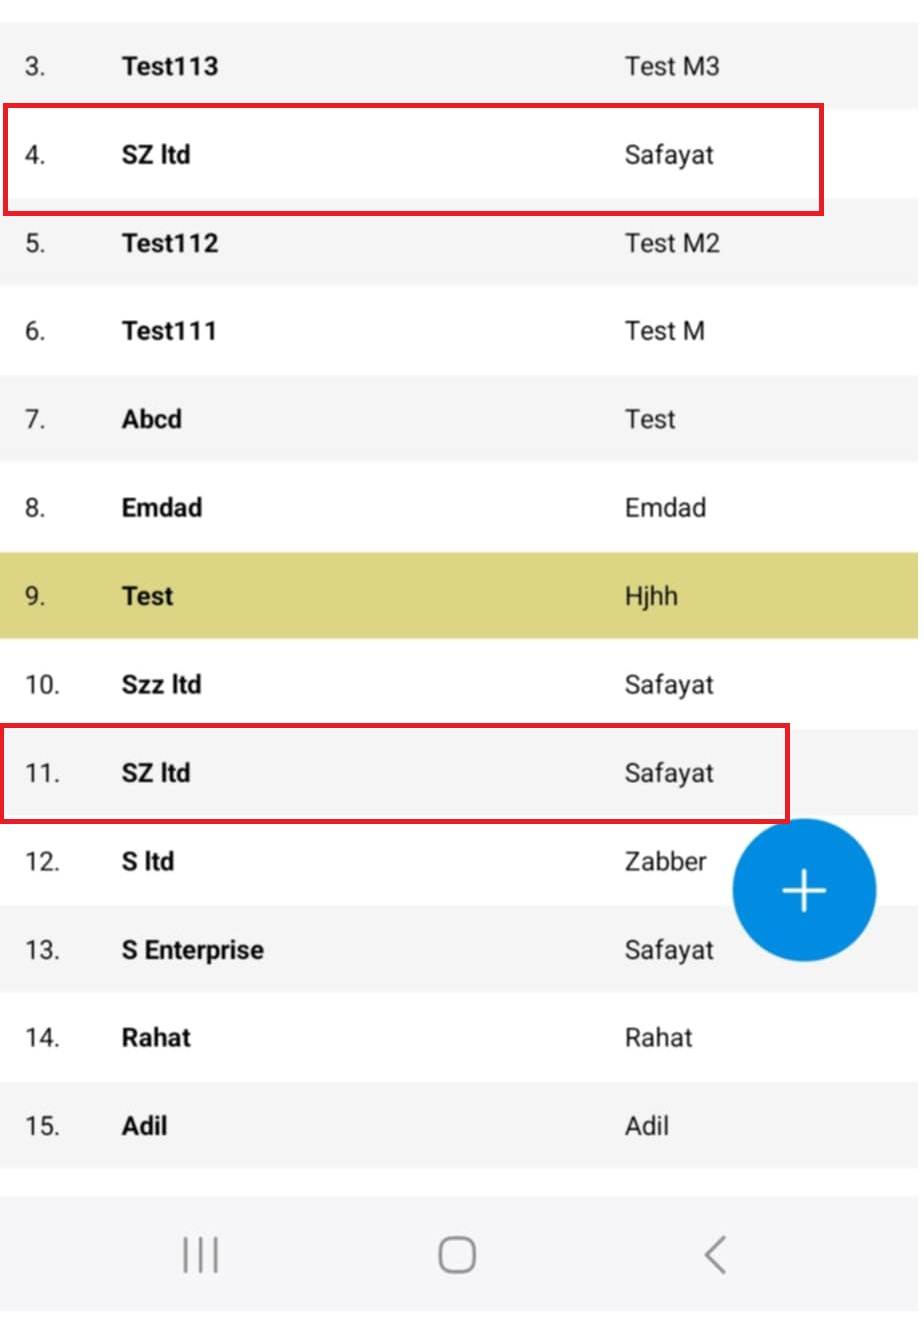 3. Test113 Test M3
4. SZ ltd Safayat
5. Test112 Test M2
6. Test111 Test M
7. Abcd Test
8. Emdad Emdad
9. Test Hjhh
10. Szz ltd Safayat
11. SZ ltd Safayat
12. S ltd Zabber
13. S Enterprise Safayat
14. Rahat Rahat
15. Adil Adil